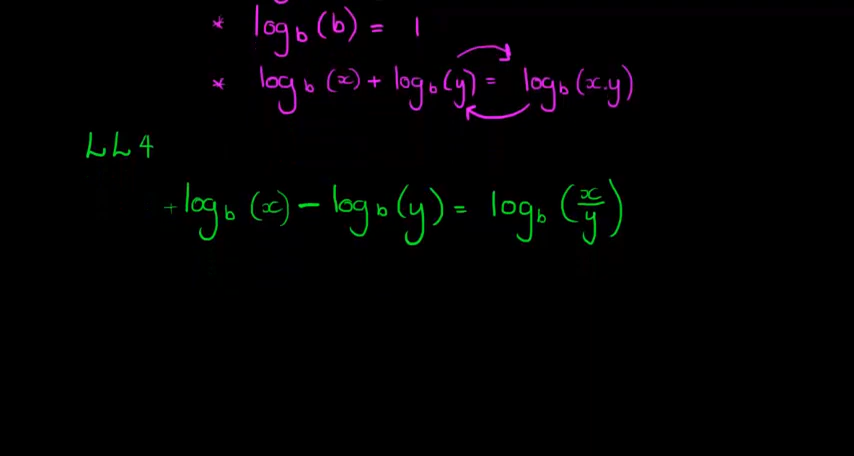 * log_b (b) = 1
* log_b (x) + log_b (y) = log_b (x.y)
LL4
+log_b (x) - log_b (y) = log_b (x/y)